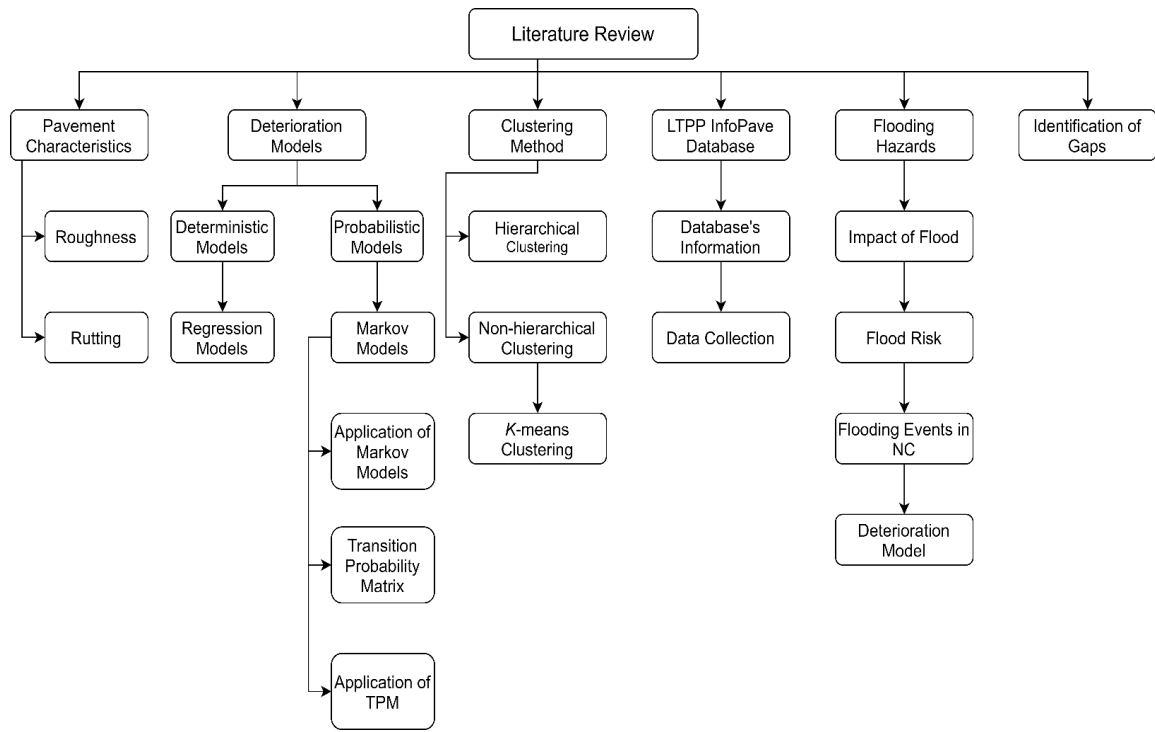 Literature Review
Pavement
Characteristics
Deterioration
Models
Clustering
Method
LTPP InfoPave
Database
Flooding
Hazards
Identification of
Gaps
Roughness
Deterministic
Models
Probabilistic
Models
Hierarchical
Clustering
Database's
Information
Impact of Flood
Rutting
Regression
Models
Markov
Models
Non-hierarchical
Clustering
Data Collection
Flood Risk
Application of
Markov
Models
K-means
Clustering
Flooding Events in
NC
Transition
Probability
Matrix
Deterioration
Model
Application of
TPM